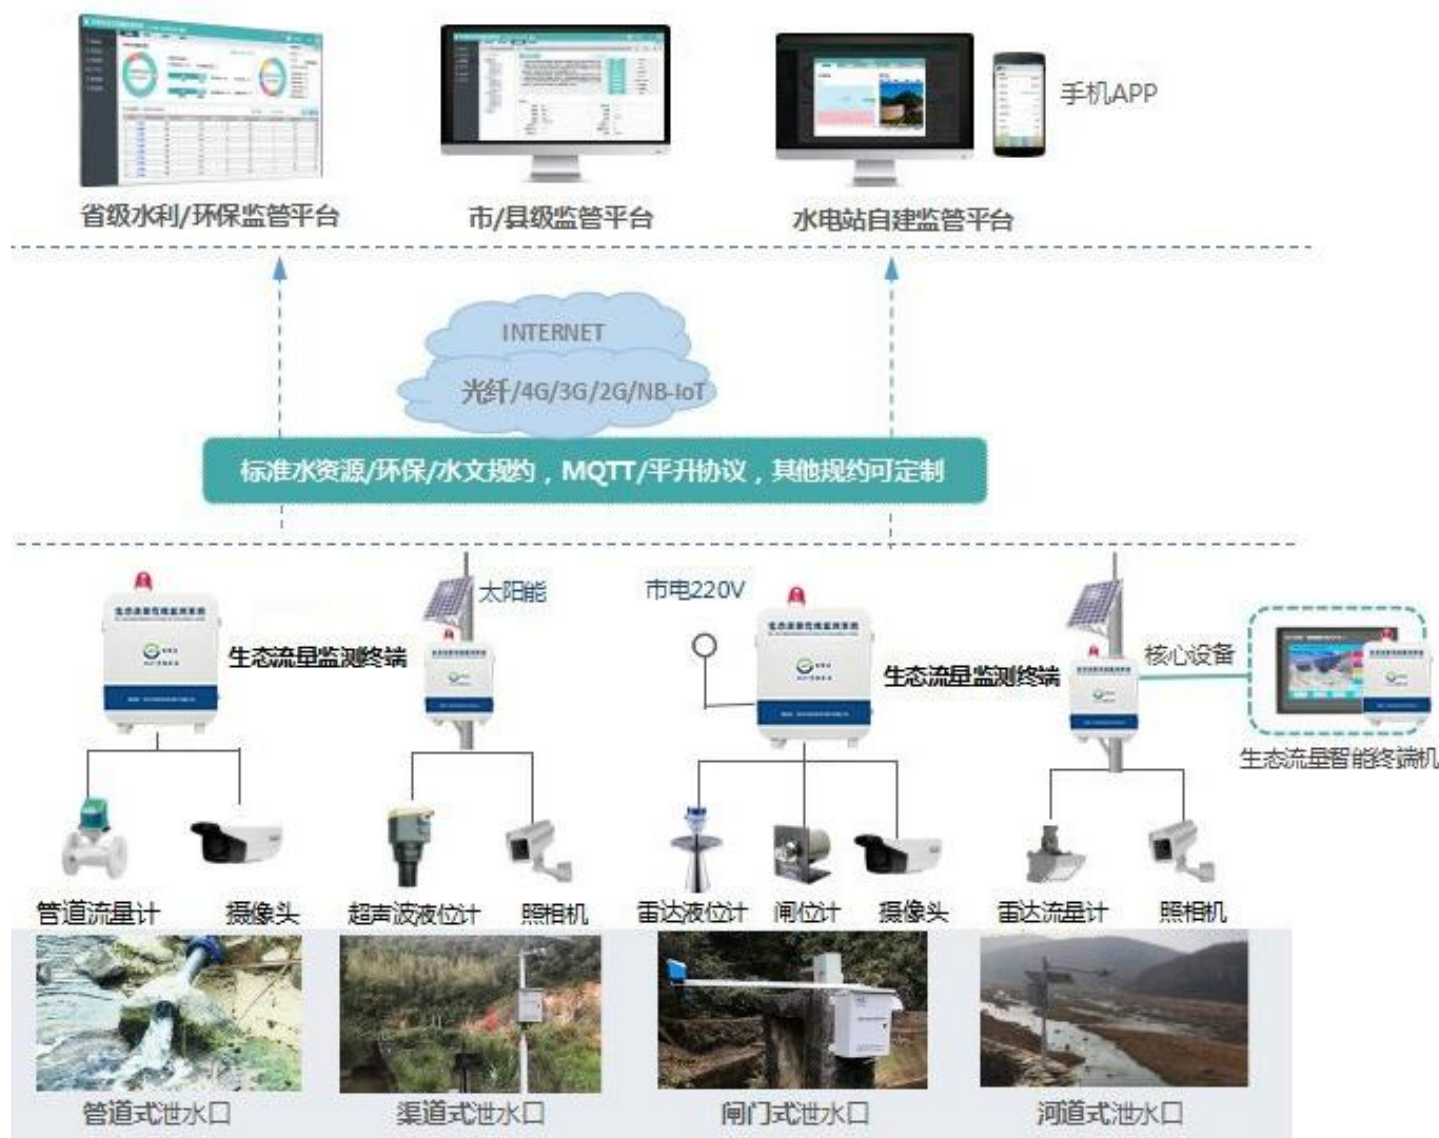 手机APP
省级水利/环保监管平台
市/县级监管平台
水电站自建监管平台
INTERNET
光纤/4G/3G/2G/NB-IoT
标准水资源/环保/水文规约，MQTT/平升协议，其他规约可定制
太阳能
市电220V
生态流量监测终端
生态流量监测终端
核心设备
生态流量智能终端机
管道流量计
摄像头
超声波液位计
照相机
雷达液位计
闸位计
摄像头
雷达流量计
照相机
管道式泄水口
渠道式泄水口
闸门式泄水口
河道式泄水口